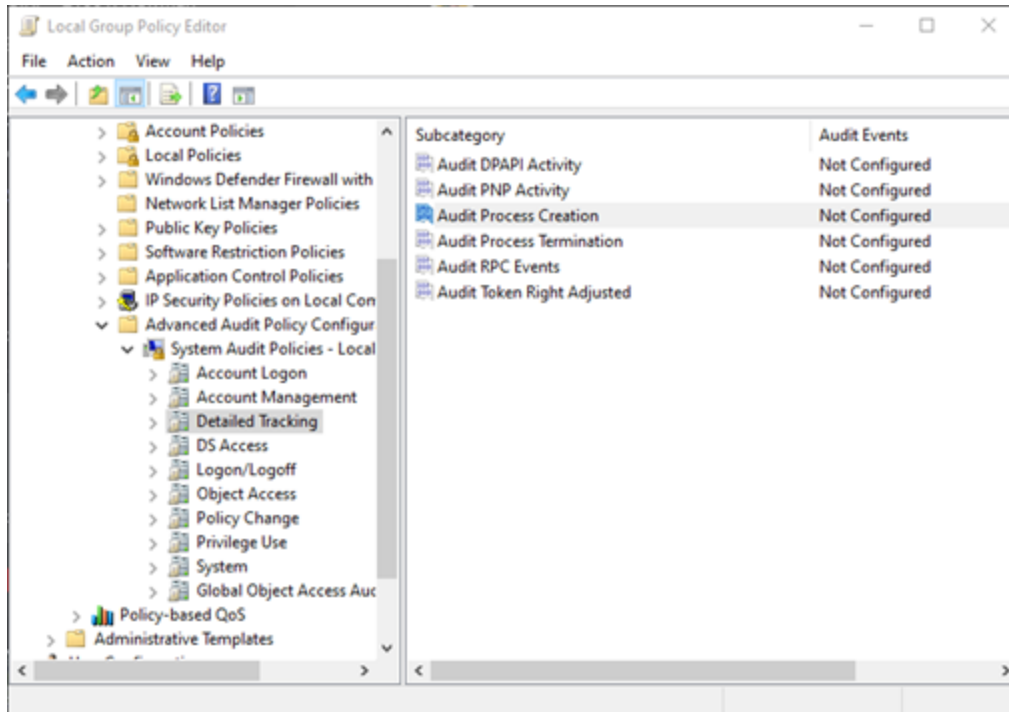 Local Group Policy Editor
File Action View Help
Account Policies
Local Policies
Windows Defender Firewall with
Network List Manager Policies
Public Key Policies
Software Restriction Policies
Application Control Policies
IP Security Policies on Local Con
Advanced Audit Policy Configur
System Audit Policies - Local
Account Logon
Account Management
Detailed Tracking
DS Access
Logon/Logoff
Object Access
Policy Change
Privilege Use
System
Global Object Access Auc
Policy-based QoS
Administrative Templates
Subcategory Audit Events
Audit DPAPI Activity Not Configured
Audit PNP Activity Not Configured
Audit Process Creation Not Configured
Audit Process Termination Not Configured
Audit RPC Events Not Configured
Audit Token Right Adjusted Not Configured